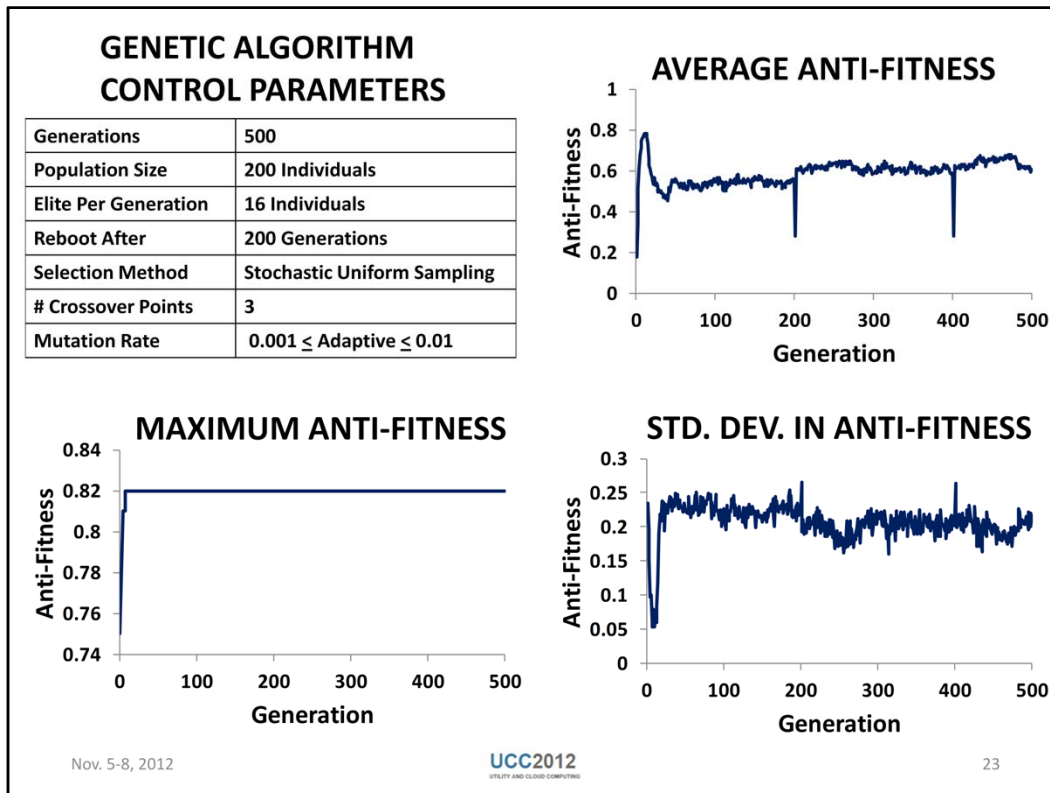 GENETIC ALGORITHM
CONTROL PARAMETERS
Generations 500
Population Size 200 Individuals
Elite Per Generation 16 Individuals
Reboot After 200 Generations
Selection Method Stochastic Uniform Sampling
# Crossover Points 3
Mutation Rate 0.001 ≤ Adaptive ≤ 0.01
AVERAGE ANTI-FITNESS
Anti-Fitness
1
0.8
0.6
0.4
0.2
0
0 100 200 300 400 500
Generation
MAXIMUM ANTI-FITNESS
Anti-Fitness
0.84
0.82
0.8
0.78
0.76
0.74
0 100 200 300 400 500
Generation
STD. DEV. IN ANTI-FITNESS
Anti-Fitness
0.3
0.25
0.2
0.15
0.1
0.05
0
0 100 200 300 400 500
Generation
Nov. 5-8, 2012
UCC2012
UTILITY AND CLOUD COMPUTING
23